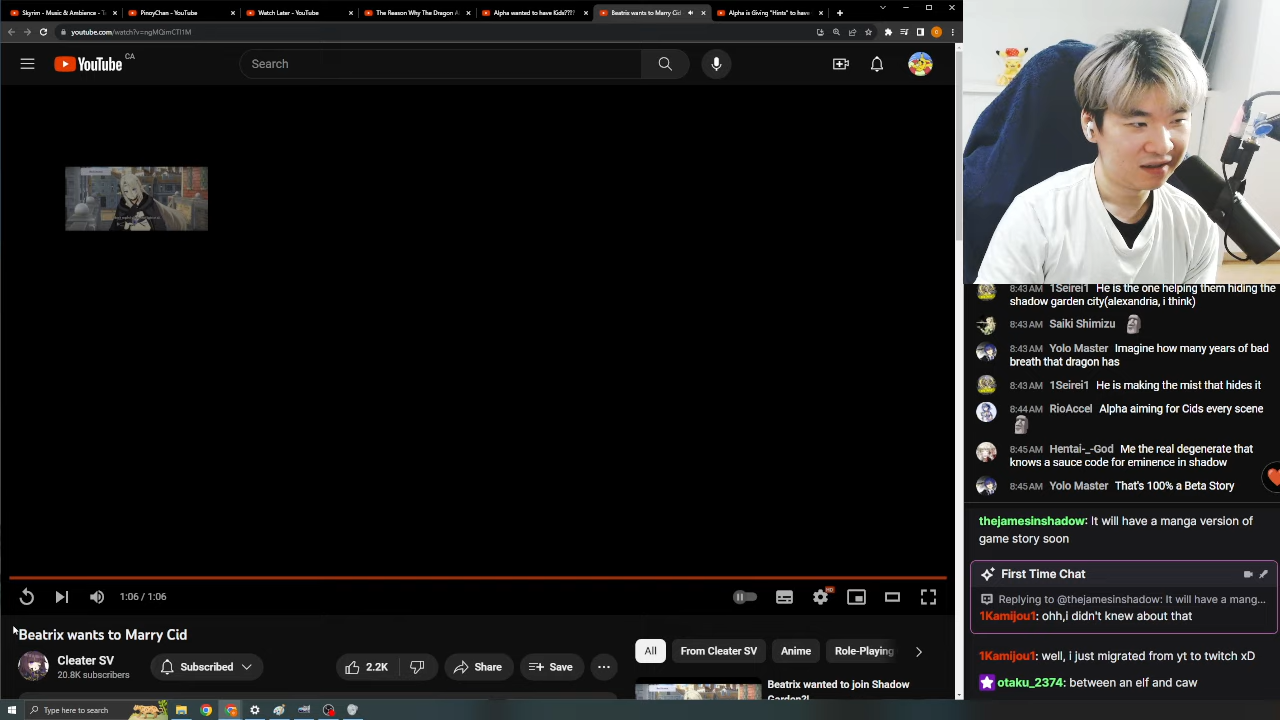 Skyrim - Music & Ambience - T
PinoyChan - YouTube
Watch Later - YouTube
The Reason Why The Dragon A
Alpha wanted to have Kids????
Beatrix wants to Marry Cid
Alpha is Giving "Hints" to have
youtube.com/watch?v=ngMQimCTI1M
YouTube CA
Search
1:06 / 1:06
HD
Beatrix wants to Marry Cid
Cleater SV
20.8K subscribers
Subscribed
2.2K
Share
Save
All
From Cleater SV
Anime
Role-Playing
Beatrix wanted to join Shadow
Garden?!
Type here to search
8:43 AM 1Seirei1 He is the one helping them hiding the
shadow garden city(alexandria, i think)
8:43 AM Saiki Shimizu
8:43 AM Yolo Master Imagine how many years of bad
breath that dragon has
8:43 AM 1Seirei1 He is making the mist that hides it
8:44 AM RioAccel Alpha aiming for Cids every scene
8:45 AM Hentai-_-God Me the real degenerate that
knows a sauce code for eminence in shadow
8:45 AM Yolo Master That's 100% a Beta Story
thejamesinshadow: It will have a manga version of
game story soon
First Time Chat
Replying to @thejamesinshadow: It will have a mang...
1Kamijou1: ohh,i didn't knew about that
1Kamijou1: well, i just migrated from yt to twitch xD
otaku_2374: between an elf and caw